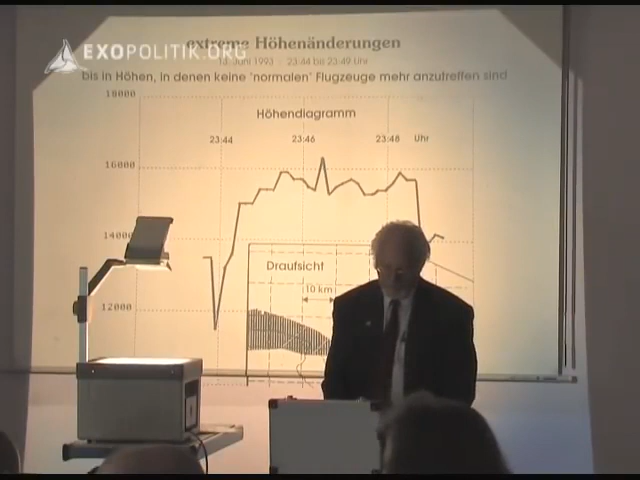 EXOPOLITIK.ORG
extreme Höhenänderungen
15. Juni 1993 - 23:44 bis 23:49 Uhr
bis in Höhen, in denen keine 'normalen' Flugzeuge mehr anzutreffen sind
18000
Höhendiagramm
23:44 23:46 23:48 Uhr
16000
14000
Draufsicht
10 km
12000